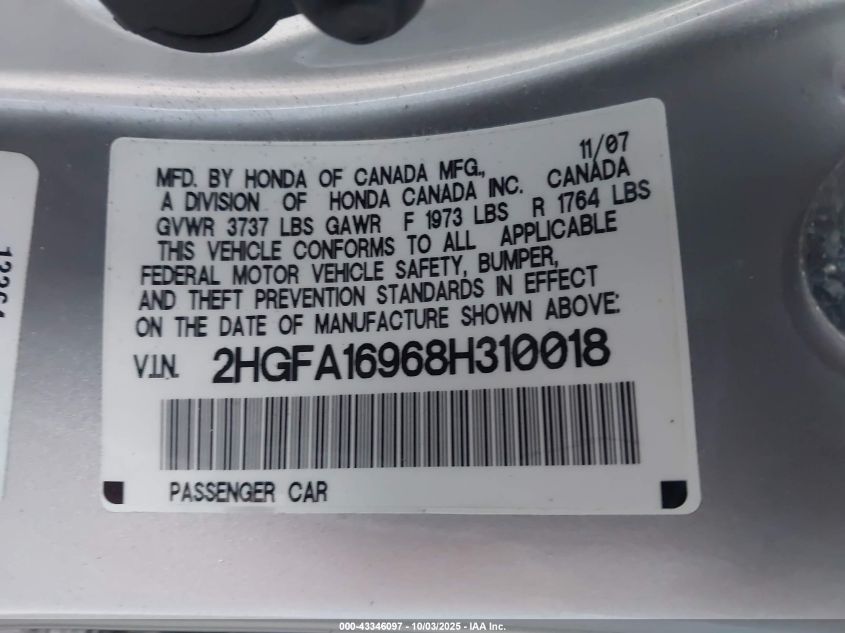 11/07
MFD. BY HONDA OF CANADA MFG.,
A DIVISION OF HONDA CANADA INC. CANADA
GVWR 3737 LBS GAWR F 1973 LBS R 1764 LBS
THIS VEHICLE CONFORMS TO ALL APPLICABLE
FEDERAL MOTOR VEHICLE SAFETY, BUMPER,
AND THEFT PREVENTION STANDARDS IN EFFECT
ON THE DATE OF MANUFACTURE SHOWN ABOVE:
V.I.N. 2HGFA16968H310018
PASSENGER CAR
000-43346097 - 10/03/2025 - IAA Inc.